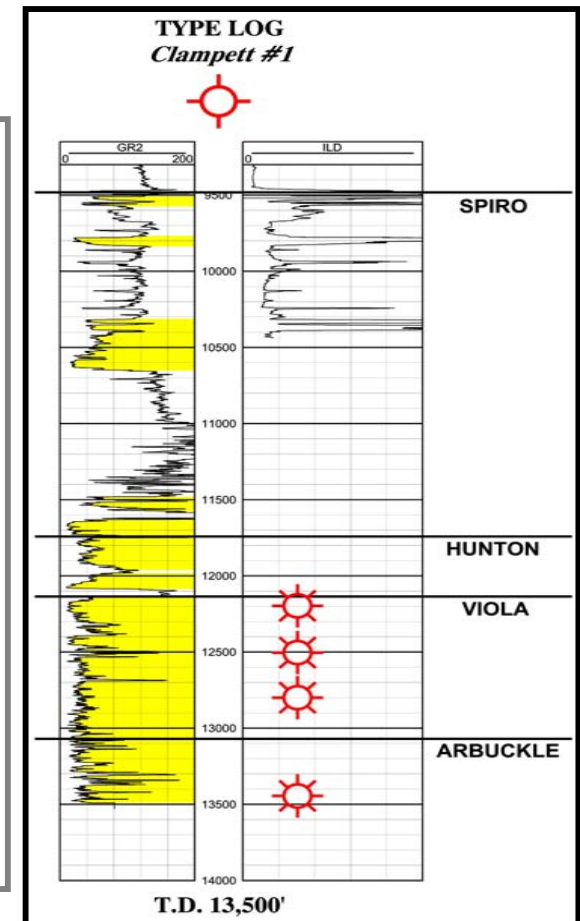 TYPE LOG
Clampett #1
GR2
0 200
ILD
9500
SPIRO
10000
10500
11000
11500
HUNTON
12000
VIOLA
12500
13000
ARBUCKLE
13500
14000
T.D. 13,500'